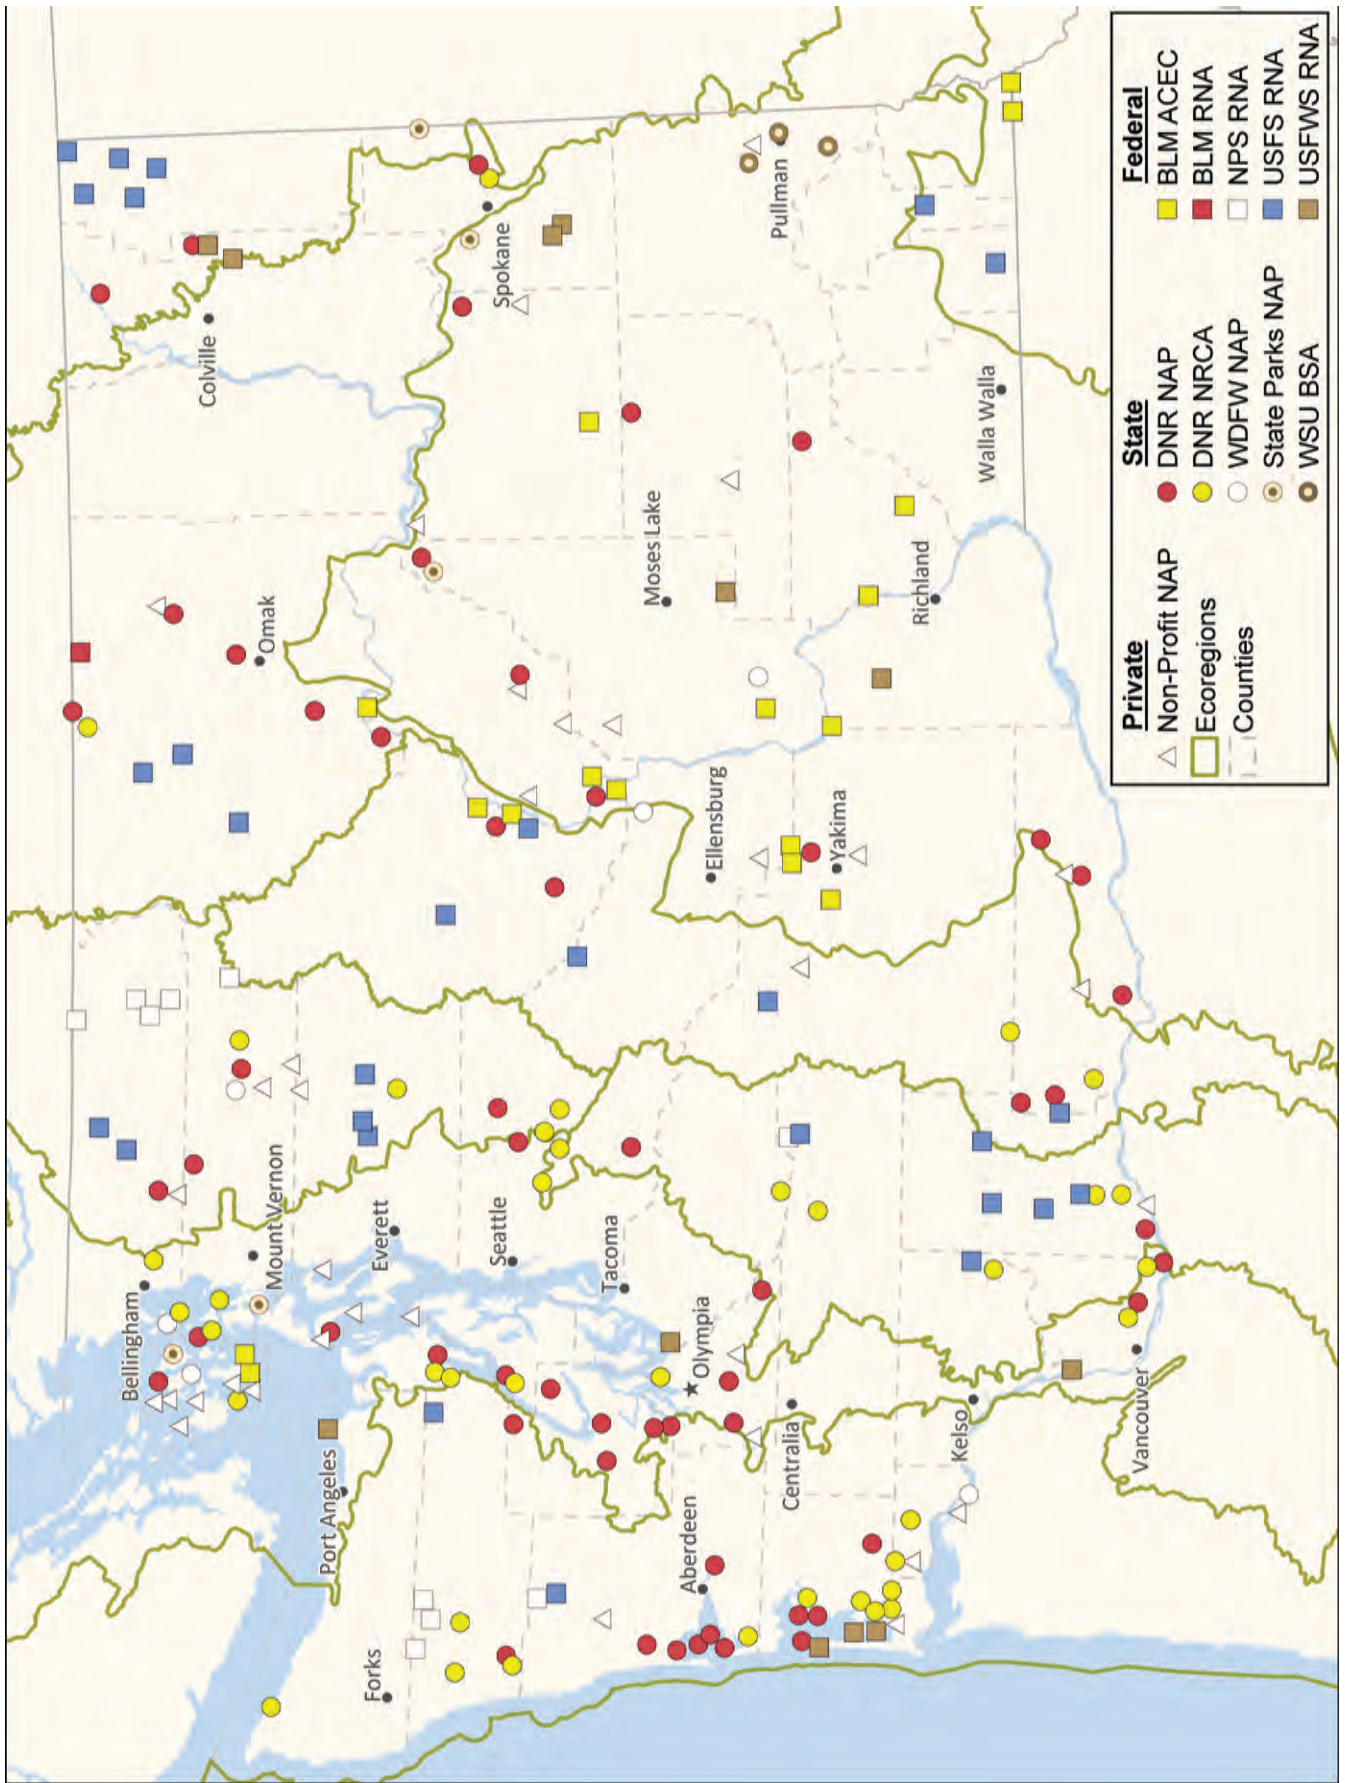 Bellingham
Mount Vernon
Port Angeles
Everett
Forks
Seattle
Tacoma
Olympia
Aberdeen
Centralia
Kelso
Vancouver
Omak
Colville
Spokane
Moses Lake
Ellensburg
Yakima
Richland
Pullman
Walla Walla
Private
Non-Profit NAP
Ecoregions
Counties
State
DNR NAP
DNR NRCA
WDFW NAP
State Parks NAP
WSU BSA
Federal
BLM ACEC
BLM RNA
NPS RNA
USFS RNA
USFWS RNA